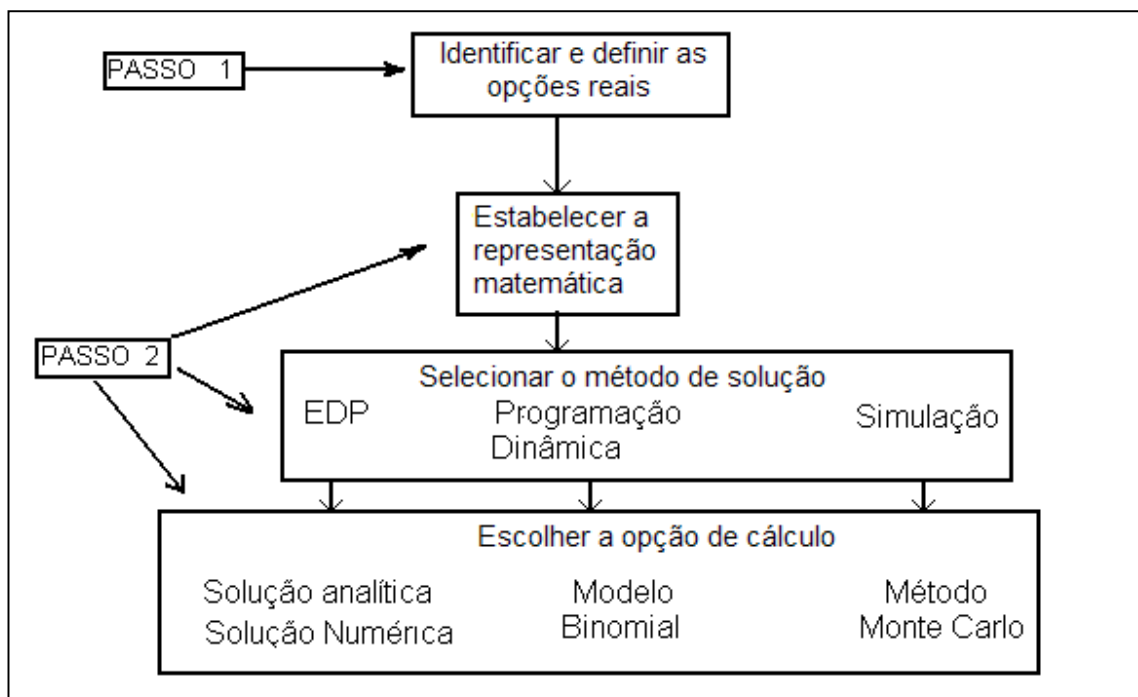 PASSO 1
Identificar e definir as
opções reais
Estabelecer a
representação
matemática
PASSO 2
Selecionar o método de solução
EDP
Programação
Dinâmica
Simulação
Escolher a opção de cálculo
Solução analítica
Solução Numérica
Modelo
Binomial
Método
Monte Carlo